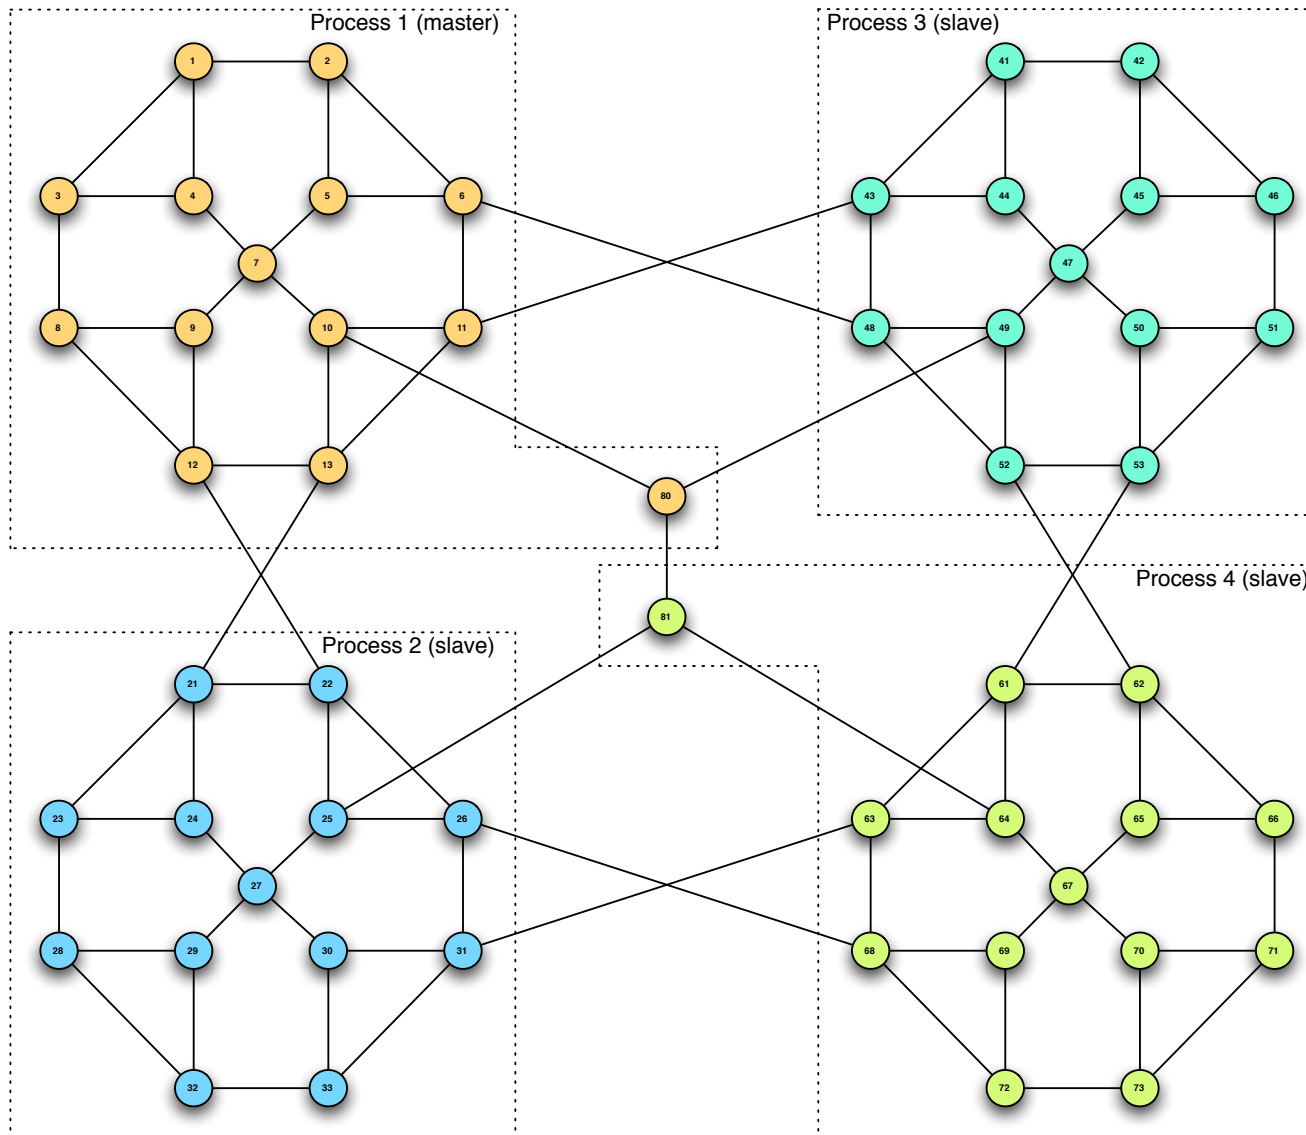 Process 1 (master)
Process 3 (slave)
1 2 41 42
3 4 5 6 43 44 45 46
7 47
8 9 10 11 48 49 50 51
12 13 52 53
80
Process 4 (slave)
81
Process 2 (slave)
21 22 61 62
23 24 25 26 63 64 65 66
27 67
28 29 30 31 68 69 70 71
32 33 72 73